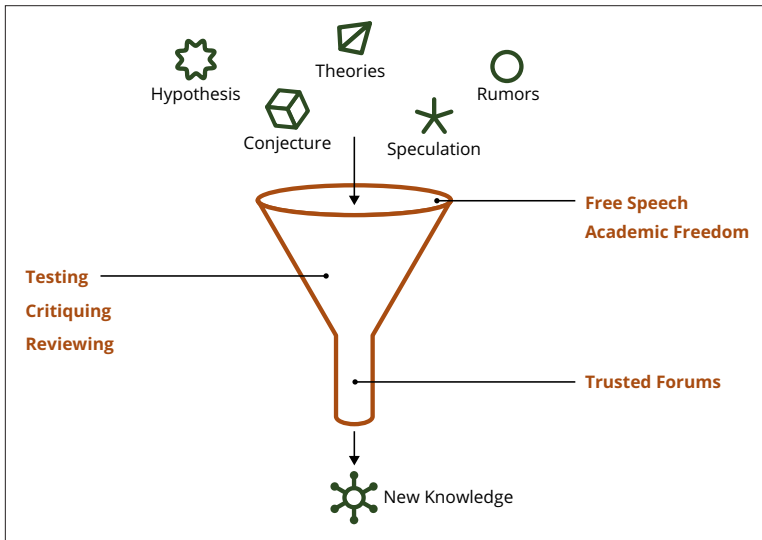 Theories
Hypothesis
Rumors
Conjecture
Speculation
Free Speech
Academic Freedom
Testing
Critiquing
Reviewing
Trusted Forums
New Knowledge